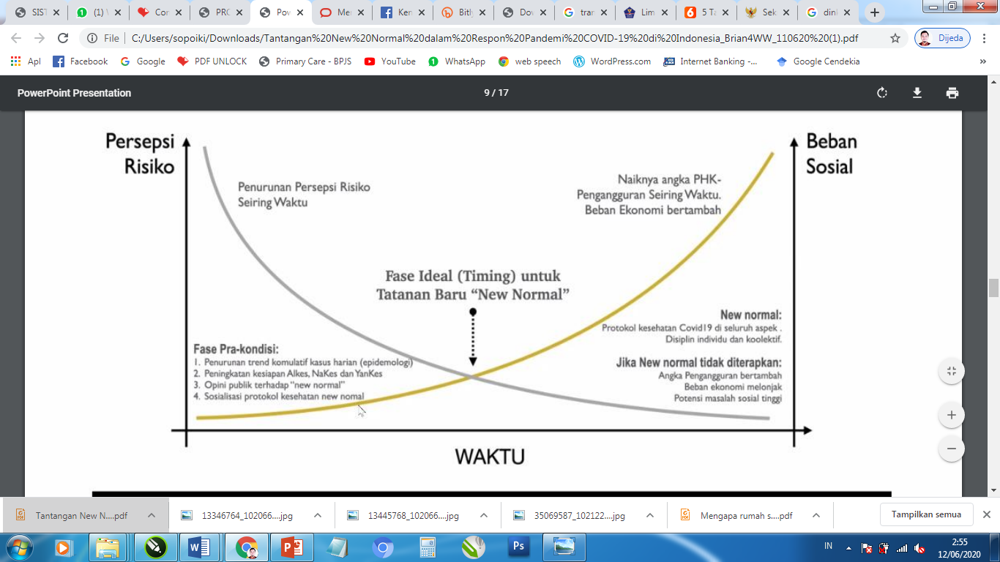 SIST
(1) \
Cor
PRC
Pov
Mer
Ken
Bitl
Dov
trar
Lim
5 Ta
Sek
dinl
File
C:/Users/sopoiki/Downloads/Tantangan%20New%20Normal%20dalam%20Respon%20Pandemi%20COVID-19%20di%20Indonesia_Brian4WW_110620%20(1).pdf
Dijeda
Apl
Facebook
Google
PDF UNLOCK
Primary Care - BPJS
YouTube
WhatsApp
web speech
WordPress.com
Internet Banking -...
Google Cendekia
»
PowerPoint Presentation
9 / 17
Persepsi
Risiko
Beban
Sosial
Penurunan Persepsi Risiko
Seiring Waktu
Naiknya angka PHK-
Pengangguran Seiring Waktu.
Beban Ekonomi bertambah
Fase Ideal (Timing) untuk
Tatanan Baru “New Normal”
Fase Pra-kondisi:
1. Penurunan trend komulatif kasus harian (epidemologi)
2. Peningkatan kesiapan Alkes, NaKes dan YanKes
3. Opini publik terhadap “new normal”
4. Sosialisasi protokol kesehatan new nomal
New normal:
Protokol kesehatan Covid19 di seluruh aspek .
Disiplin individu dan koolektif.
Jika New normal tidak diterapkan:
Angka Pengangguran bertambah
Beban ekonomi melonjak
Potensi masalah sosial tinggi
WAKTU
Tantangan New N....pdf
13346764_102066....jpg
13445768_102066....jpg
35069587_102122....jpg
Mengapa rumah s....pdf
Tampilkan semua
IN
2:55
12/06/2020